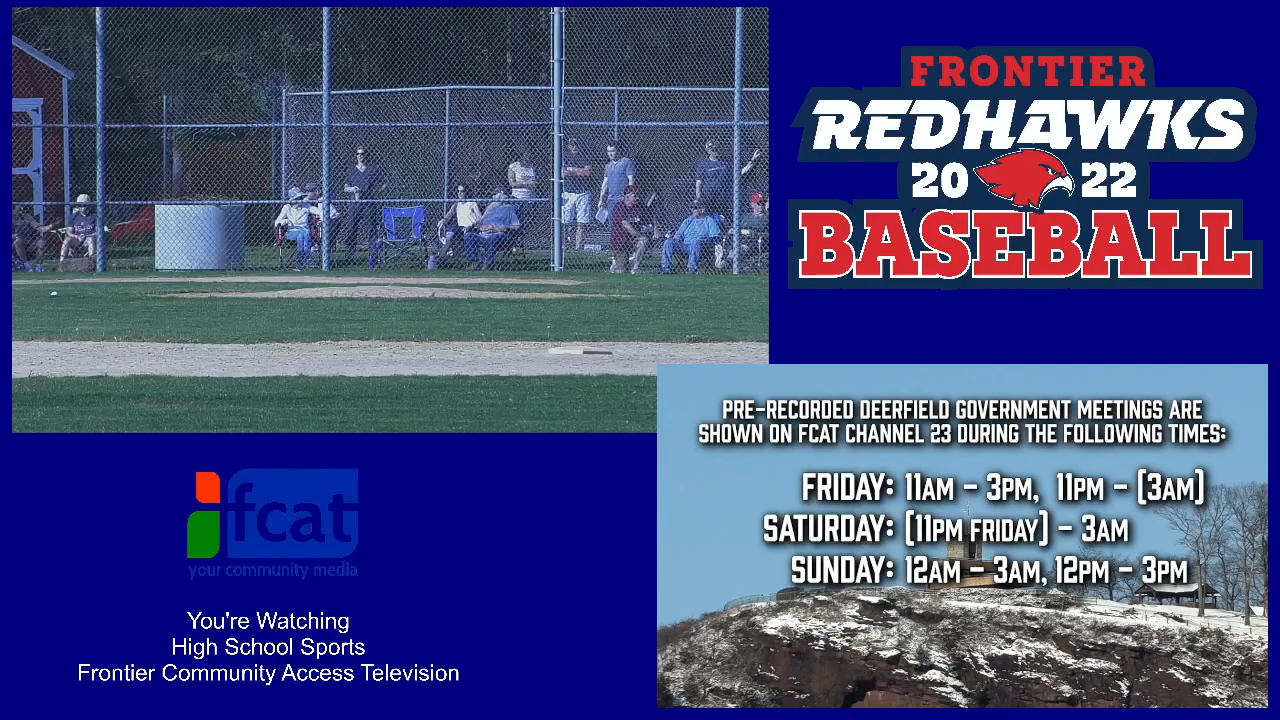 FRONTIER
REDHAWKS
20 22
BASEBALL
PRE-RECORDED DEERFIELD GOVERNMENT MEETINGS ARE
SHOWN ON FCAT CHANNEL 23 DURING THE FOLLOWING TIMES:
FRIDAY: 11AM - 3PM, 11PM - (3AM)
SATURDAY: (11PM FRIDAY) - 3AM
SUNDAY: 12AM - 3AM, 12PM - 3PM
fcat
your community media
You're Watching
High School Sports
Frontier Community Access Television